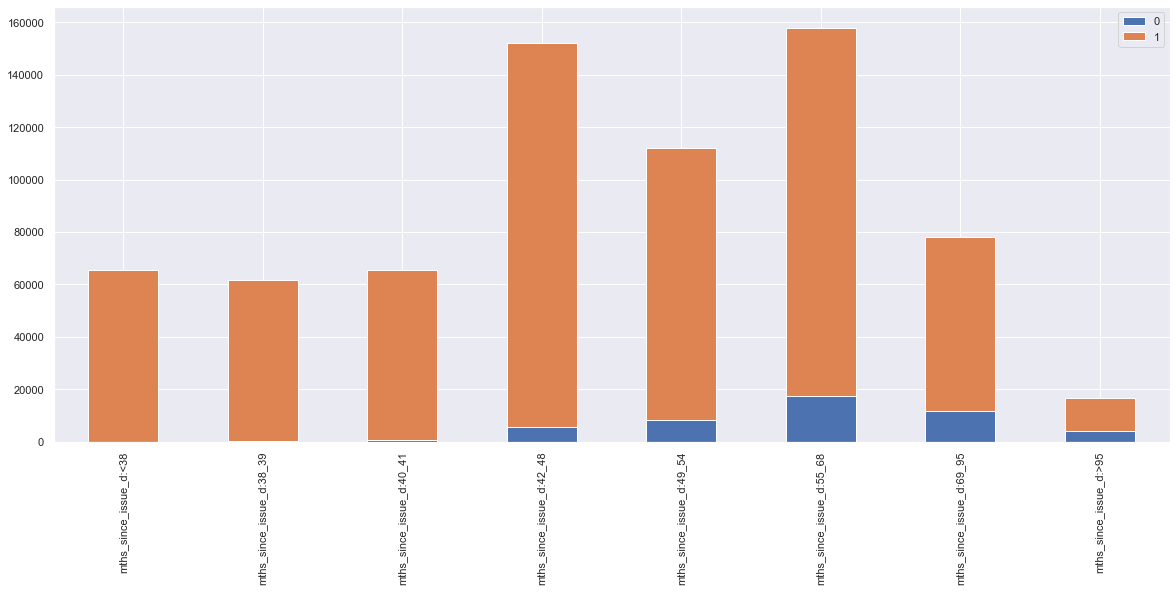 160000
140000
120000
100000
80000
60000
40000
20000
0
0
1
mths_since_issue_d:<38
mths_since_issue_d:38_39
mths_since_issue_d:40_41
mths_since_issue_d:42_48
mths_since_issue_d:49_54
mths_since_issue_d:55_68
mths_since_issue_d:69_95
mths_since_issue_d:>95